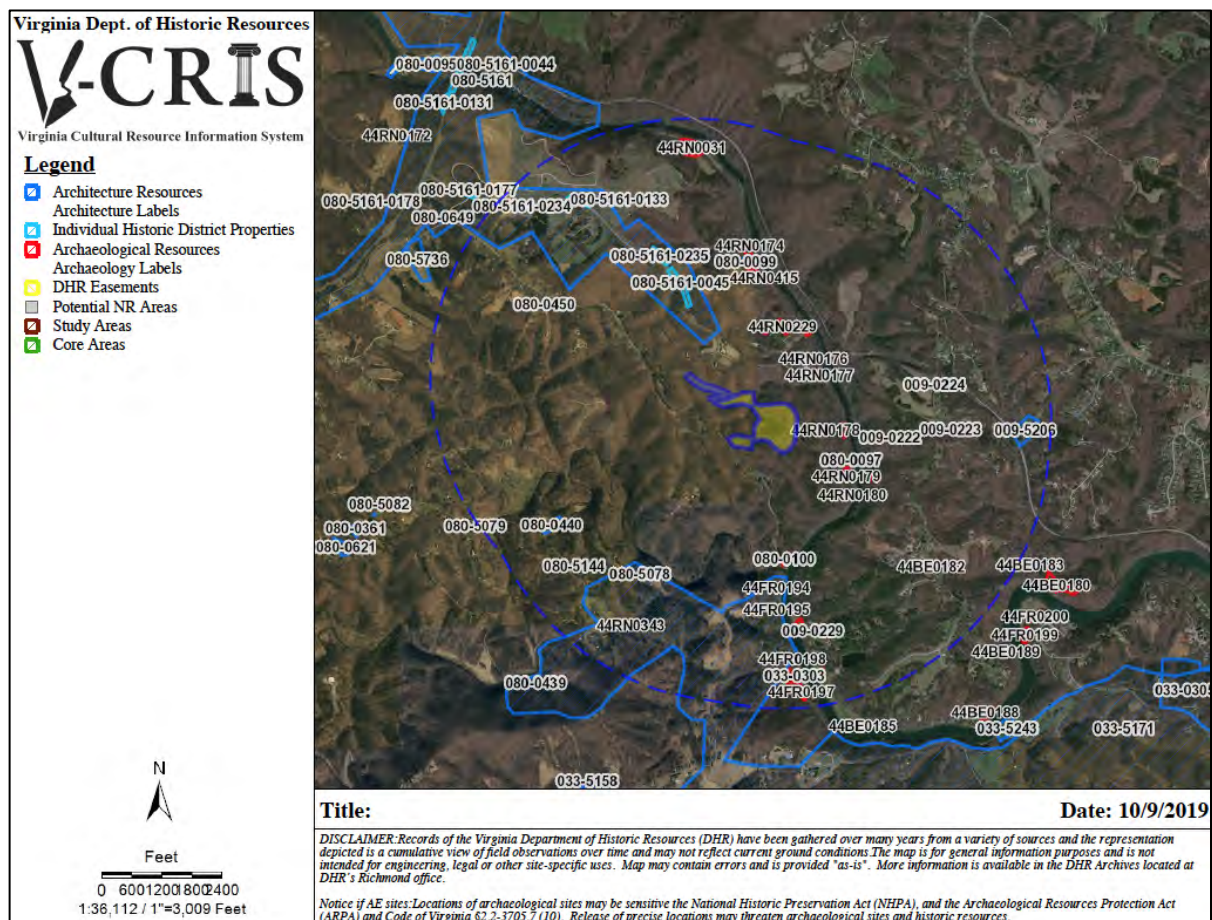 Virginia Dept. of Historic Resources
V-CRIS
Virginia Cultural Resource Information System
Legend
Architecture Resources
Architecture Labels
Individual Historic District Properties
Archaeological Resources
Archaeology Labels
DHR Easements
Potential NR Areas
Study Areas
Core Areas
N
Feet
0 600 1200 1800 2400
1:36,112 / 1"=3,009 Feet
080-0095 080-5161-0044
080-5161
080-5161-0131
44RN0172
44RN0031
080-5161-0177
080-5161-0178
080-5161-0234
080-5161-0133
080-0649
080-5736
080-5161-0235
44RN0174
080-0099
080-5161-0045
44RN0415
080-0450
44RN0229
44RN0176
44RN0177
009-0224
44RN0178
009-0222
009-0223
009-5206
080-0097
44RN0179
44RN0180
080-5082
080-0361
080-0621
080-5079
080-0440
080-5144
080-5078
080-0100
44BE0182
44BE0183
44BE0180
44FR0194
44FR0195
009-0229
44RN0343
44FR0200
44FR0199
44BE0189
44FR0198
033-0303
44FR0197
080-0439
033-030
44BE0188
44BE0185
033-5243
033-5171
033-5158
Title:
Date: 10/9/2019
DISCLAIMER:Records of the Virginia Department of Historic Resources (DHR) have been gathered over many years from a variety of sources and the representation
depicted is a cumulative view of field observations over time and may not reflect current ground conditions.The map is for general information purposes and is not
intended for engineering, legal or other site-specific uses. Map may contain errors and is provided "as-is". More information is available in the DHR Archives located at
DHR's Richmond office.
Notice if AE sites:Locations of archaeological sites may be sensitive the National Historic Preservation Act (NHPA), and the Archaeological Resources Protection Act
(ARPA) and Code of Virginia §2.2-3705.7 (10). Release of precise locations may threaten archaeological sites and historic resources.